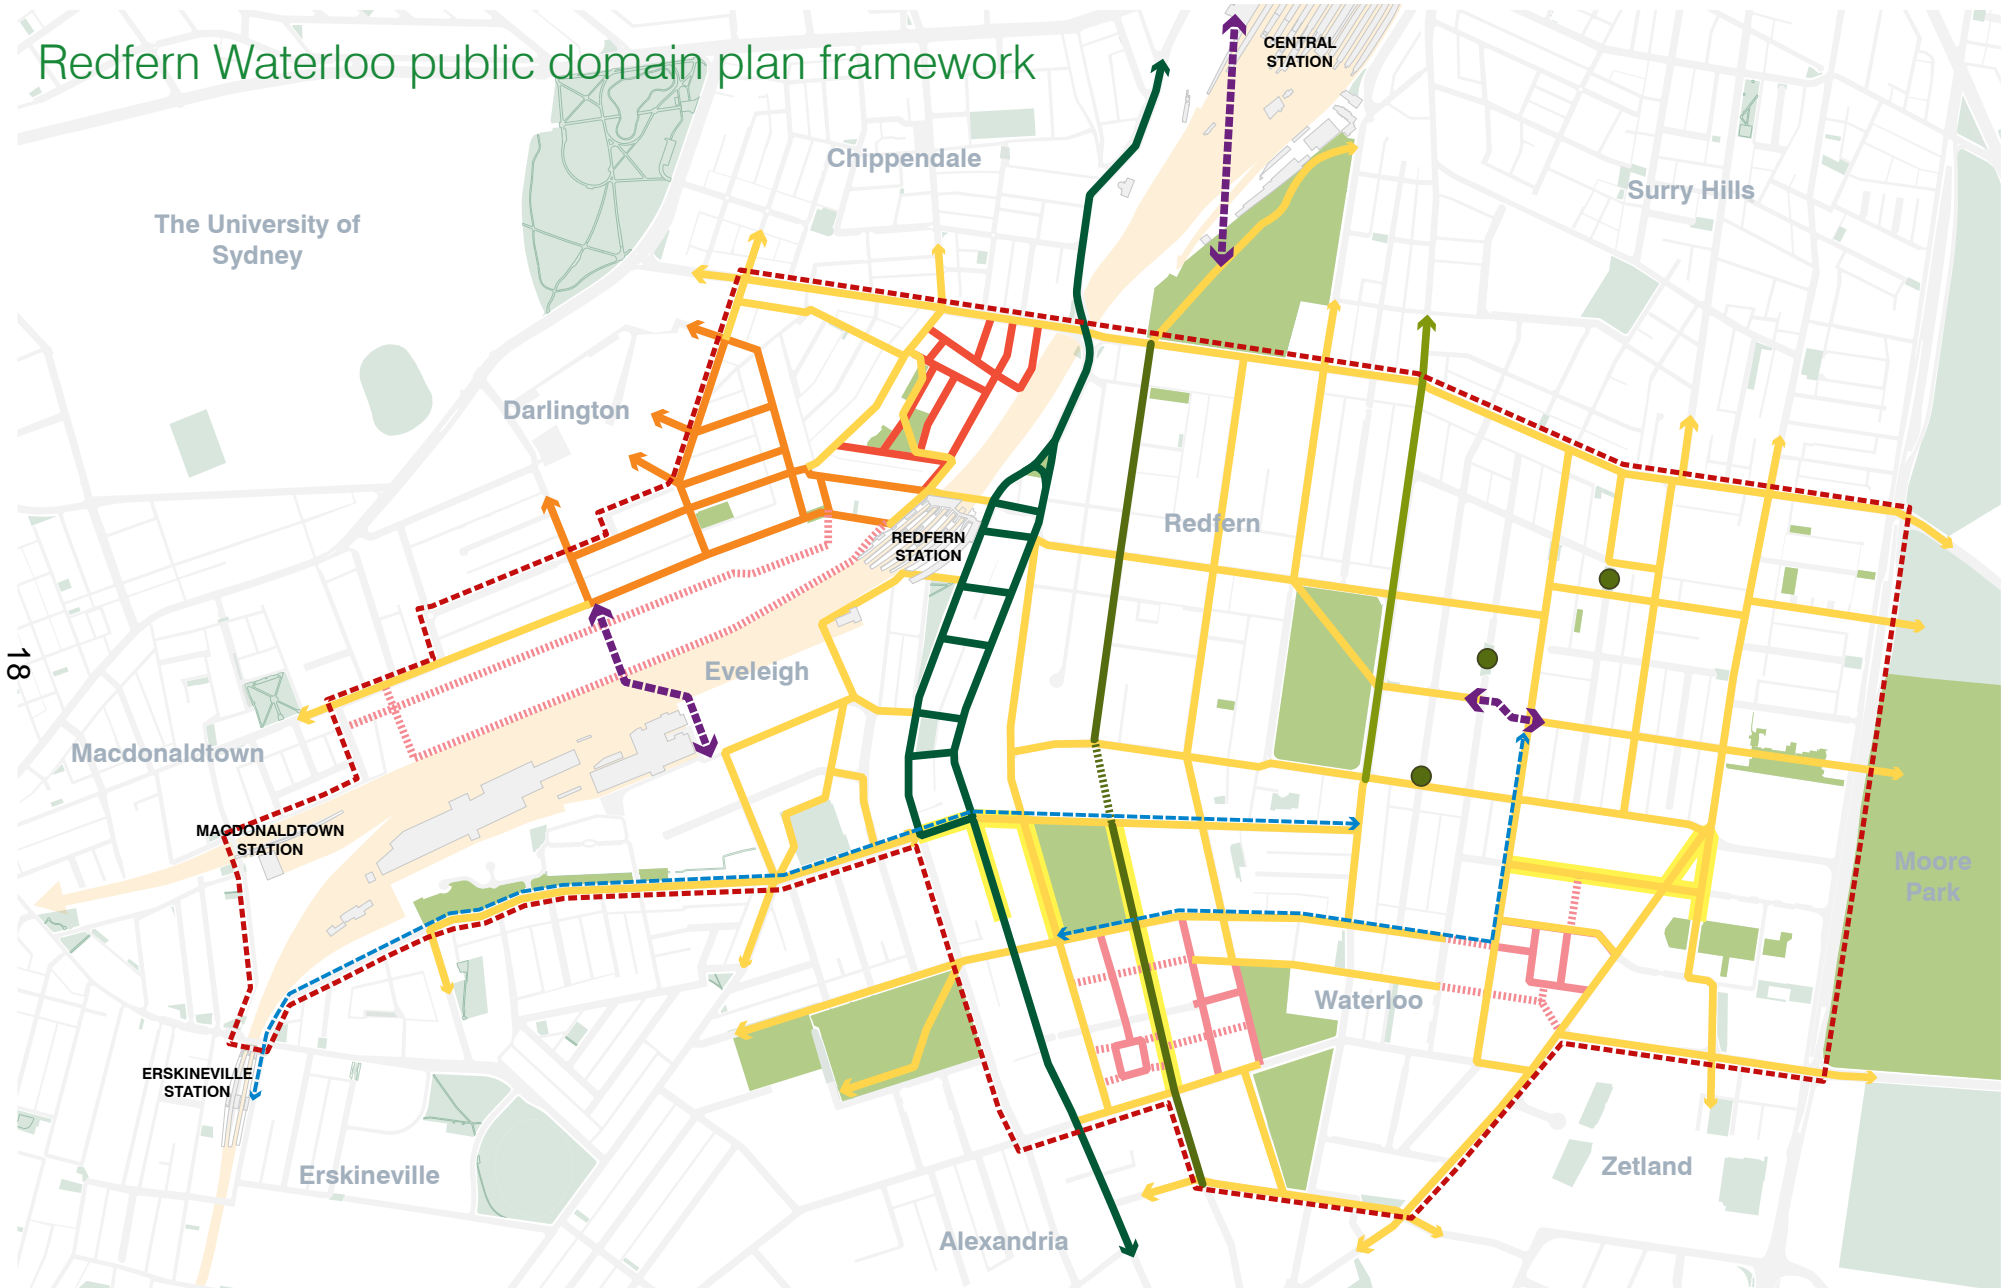 Redfern Waterloo public domain plan framework
CENTRAL
STATION
Chippendale
Surry Hills
The University of
Sydney
Darlington
Redfern
REDFERN
STATION
18
Eveleigh
Macdonaldtown
MACDONALDTOWN
STATION
Moore
Park
Waterloo
ERSKINEVILLE
STATION
Erskineville
Zetland
Alexandria